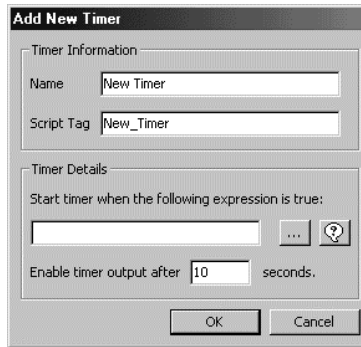 Add New Timer
Timer Information
Name New Timer
Script Tag New_Timer
Timer Details
Start timer when the following expression is true:
... ?
Enable timer output after 10 seconds.
OK Cancel